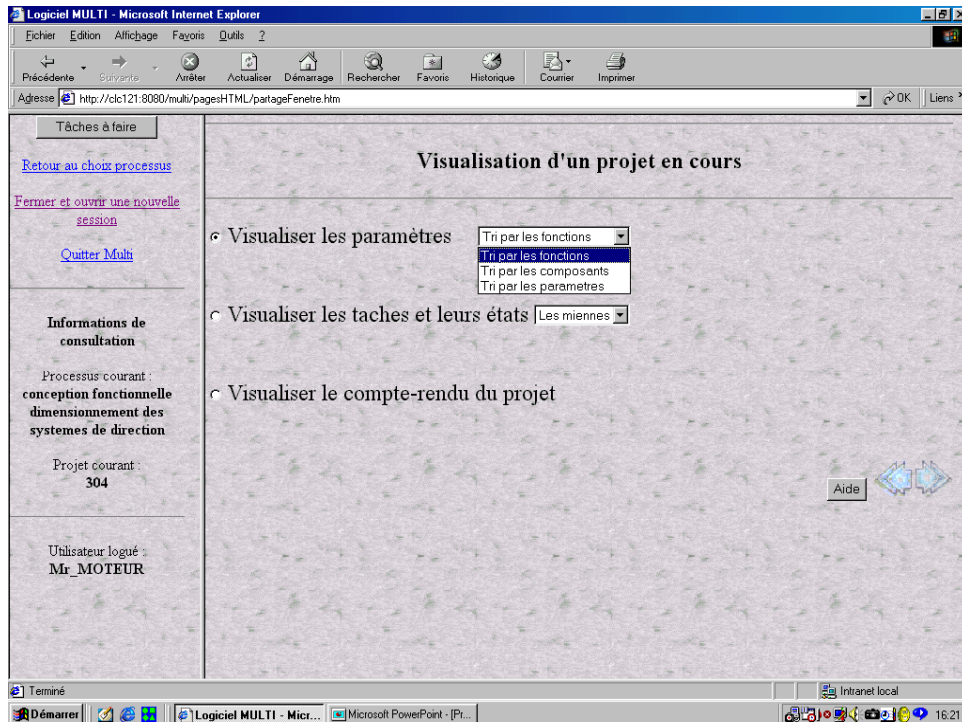 Logiciel MULTI - Microsoft Internet Explorer
Fichier Edition Affichage Favoris Outils ?
Précédente Suivante Arrêter Actualiser Démarrage Rechercher Favoris Historique Courrier Imprimer
Adresse http://clc121:8080/multi/pagesHTML/partageFenetre.htm OK Liens »
Tâches à faire
Retour au choix processus
Fermer et ouvrir une nouvelle
session
Quitter Multi
Informations de
consultation
Processus courant :
conception fonctionnelle
dimensionnement des
systemes de direction
Projet courant :
304
Utilisateur logué :
Mr_MOTEUR
Visualisation d'un projet en cours
Visualiser les paramètres Tri par les fonctions
Tri par les fonctions
Tri par les composants
Tri par les parametres
Visualiser les taches et leurs états Les miennes
Visualiser le compte-rendu du projet
Aide
Terminé Intranet local
Démarrer Logiciel MULTI - Micr... Microsoft PowerPoint - [Pr... 16:21